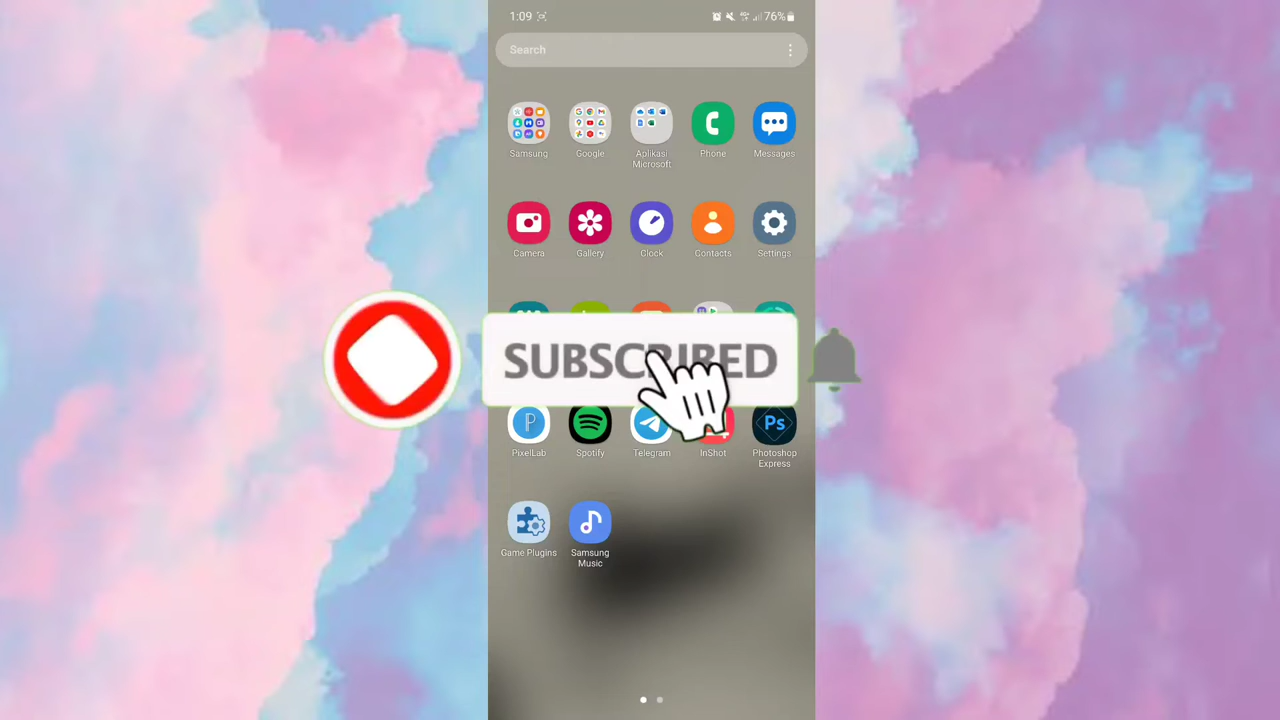 1:09
76%
Search
Samsung
Google
Aplikasi
Microsoft
Phone
Messages
Camera
Gallery
Clock
Contacts
Settings
SUBSCRIBED
P
Ps
PixelLab
Spotify
Telegram
InShot
Photoshop
Express
Game Plugins
Samsung
Music